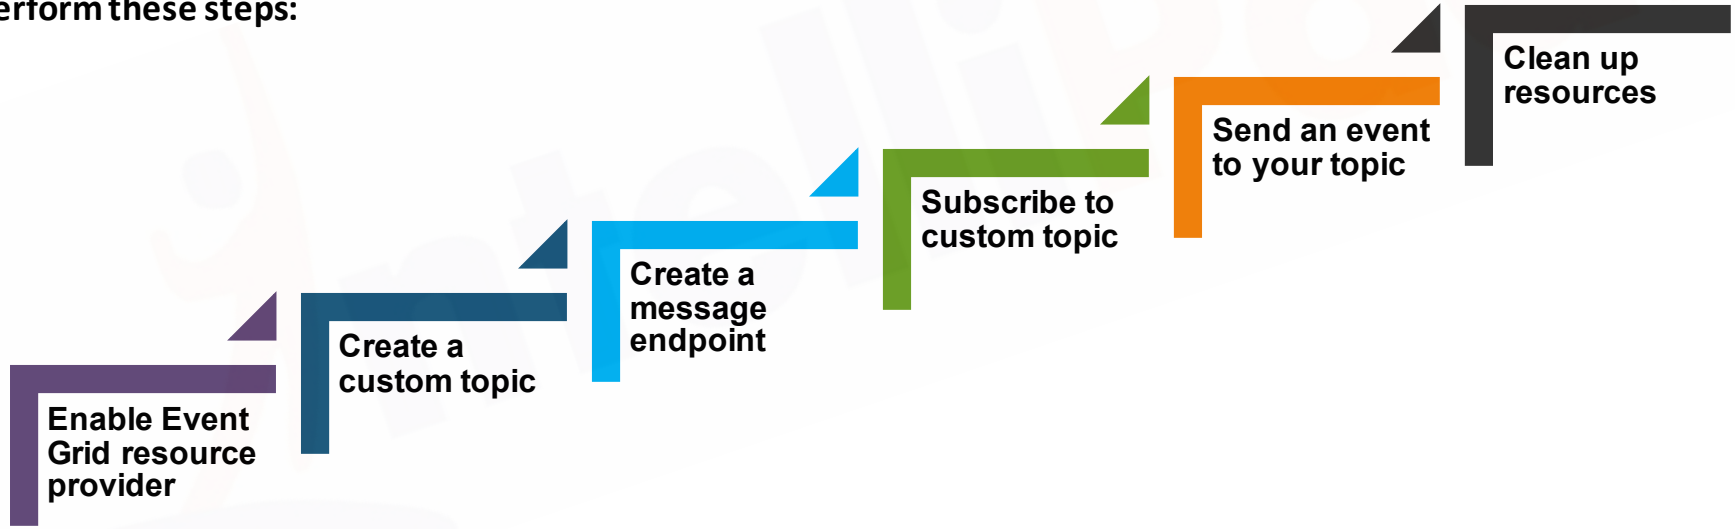 erform these steps:
Enable Event
Grid resource
provider
Create a
custom topic
Create a
message
endpoint
Subscribe to
custom topic
Send an event
to your topic
Clean up
resources